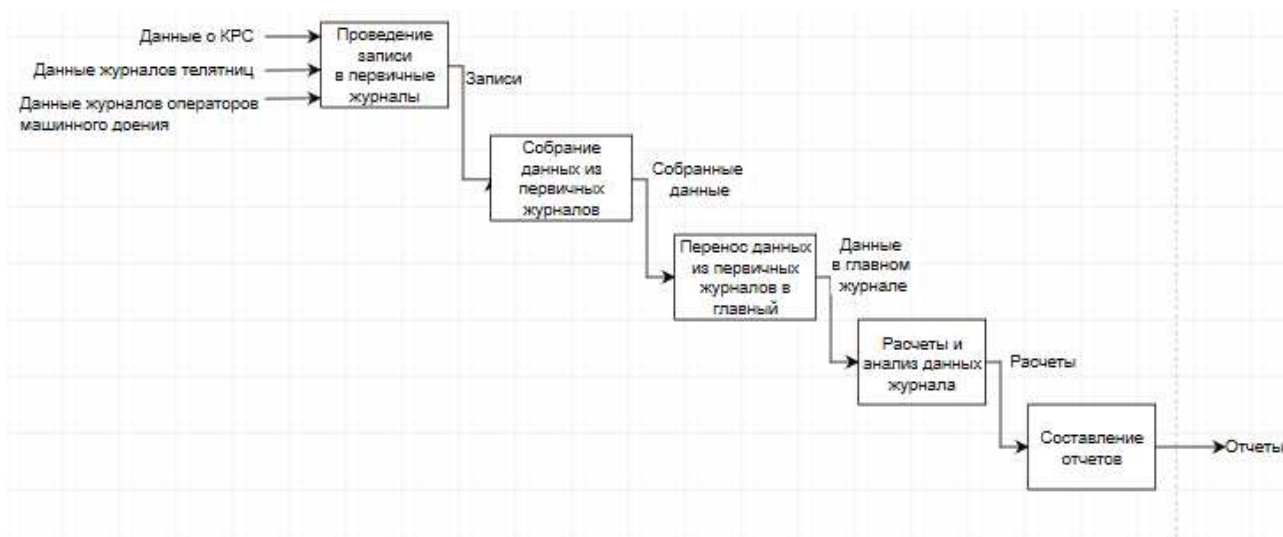 Данные о КРС
Данные журналов телятниц
Данные журналов операторов
машинного доения
Проведение
записи
в первичные
журналы
Записи
Собрание
данных из
первичных
журналов
Собранные
данные
Перенос данных
из первичных
журналов в
главный
Данные
в главном
журнале
Расчеты и
анализ данных
журнала
Расчеты
Составление
отчетов
Отчеты